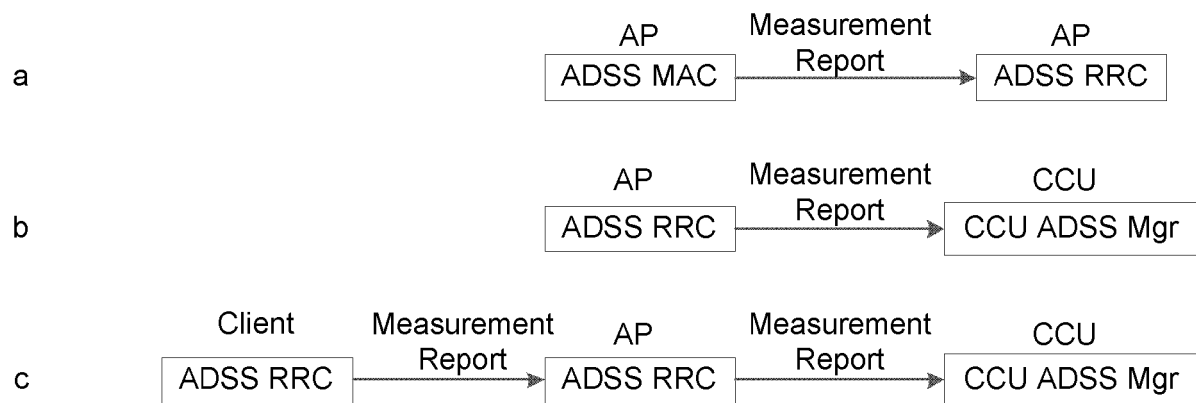 AP Measurement Report AP
a ADSS MAC ADSS RRC
AP Measurement Report CCU
b ADSS RRC CCU ADSS Mgr
Client Measurement Report AP Measurement Report CCU
c ADSS RRC ADSS RRC CCU ADSS Mgr